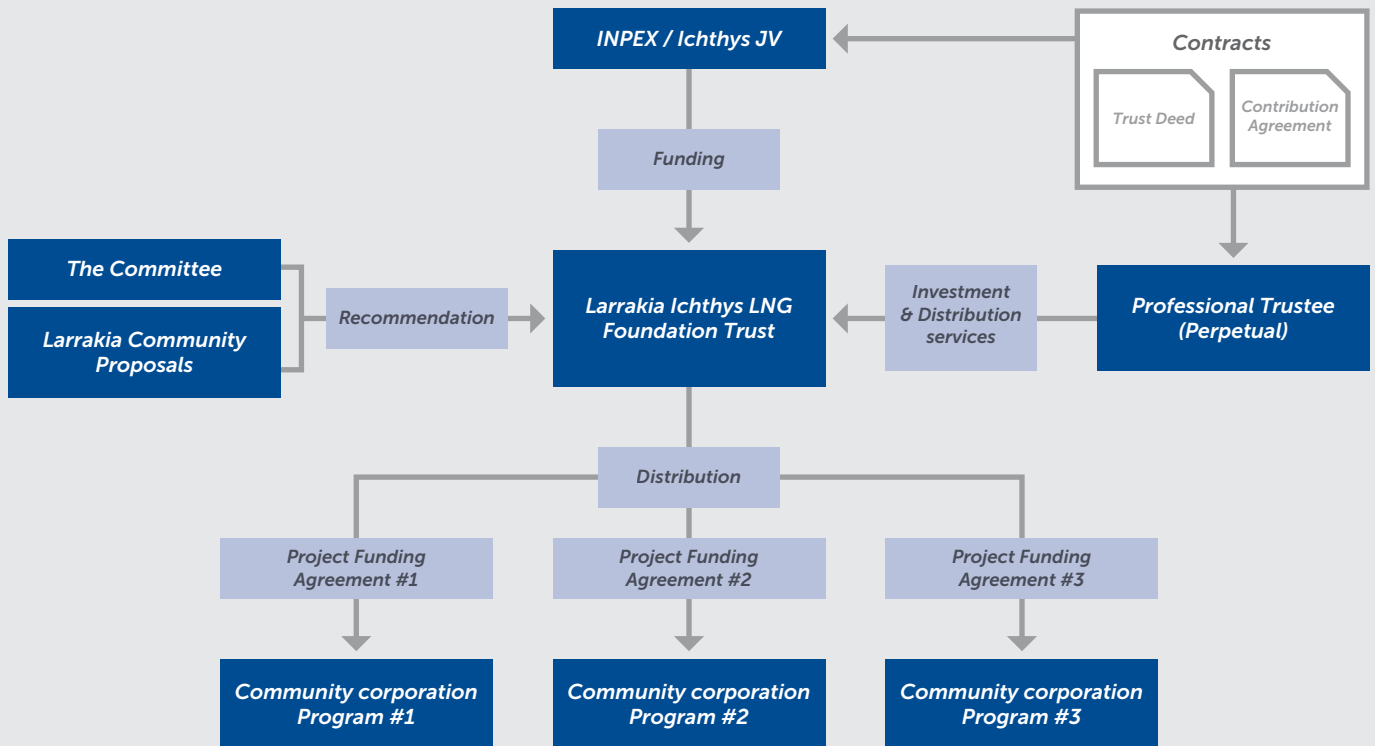 INPEX / Ichthys JV
Contracts
Trust Deed
Contribution
Agreement
Funding
The Committee
Larrakia Community
Proposals
Recommendation
Larrakia Ichthys LNG
Foundation Trust
Investment
& Distribution
services
Professional Trustee
(Perpetual)
Distribution
Project Funding
Agreement #1
Project Funding
Agreement #2
Project Funding
Agreement #3
Community corporation
Program #1
Community corporation
Program #2
Community corporation
Program #3